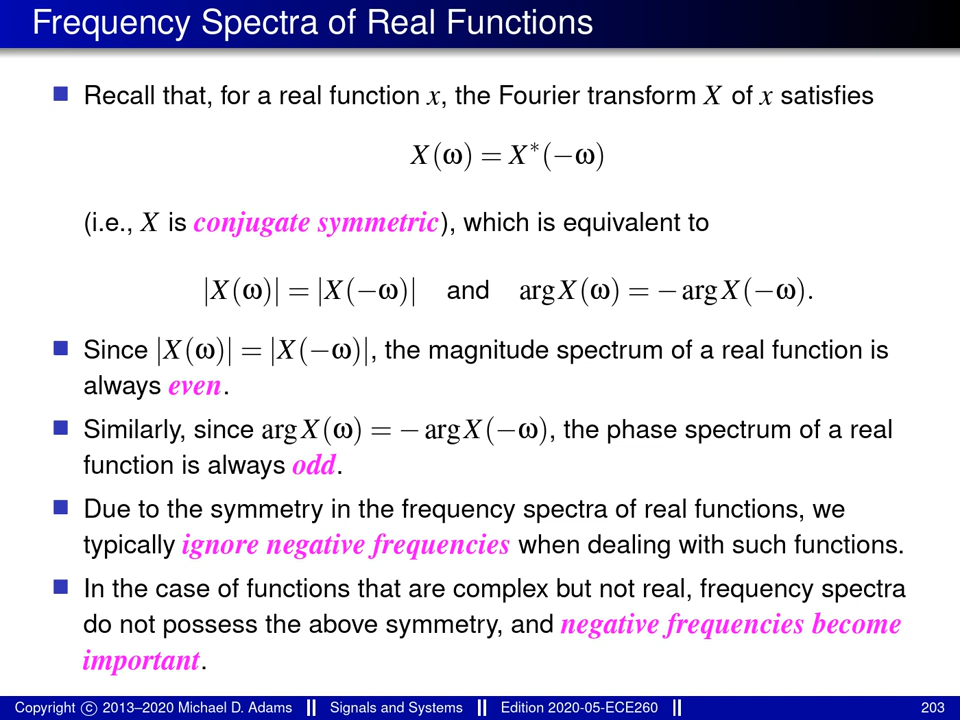 Frequency Spectra of Real Functions
Recall that, for a real function x, the Fourier transform X of x satisfies
X(ω) = X*(−ω)
(i.e., X is conjugate symmetric), which is equivalent to
|X(ω)| = |X(−ω)| and arg X(ω) = − arg X(−ω).
Since |X(ω)| = |X(−ω)|, the magnitude spectrum of a real function is
always even.
Similarly, since arg X(ω) = − arg X(−ω), the phase spectrum of a real
function is always odd.
Due to the symmetry in the frequency spectra of real functions, we
typically ignore negative frequencies when dealing with such functions.
In the case of functions that are complex but not real, frequency spectra
do not possess the above symmetry, and negative frequencies become
important.
Copyright © 2013–2020 Michael D. Adams Signals and Systems Edition 2020-05-ECE260 203